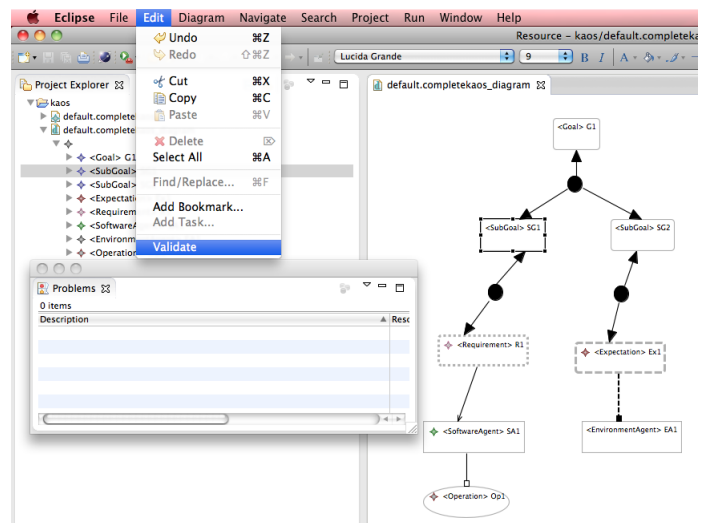 Eclipse File Edit Diagram Navigate Search Project Run Window Help
Resource - kaos/default.completeka
Lucida Grande 9 B I A
Project Explorer
default.completekaos_diagram
Undo ⌘Z
Redo ⇧⌘Z
Cut ⌘X
Copy ⌘C
Paste ⌘V
Delete ⌦
Select All ⌘A
Find/Replace... ⌘F
Add Bookmark...
Add Task...
Validate
kaos
default.complete
default.complete
<Goal> G1
<SubGoal>
<SubGoal>
<Expectati
<Requirem
<SoftwareA
<Environm
<Operation
Problems
0 items
Description Resc
<Goal> G1
<SubGoal> SG1
<SubGoal> SG2
<Requirement> R1
<Expectation> Ex1
<SoftwareAgent> SA1
<EnvironmentAgent> EA1
<Operation> Op1